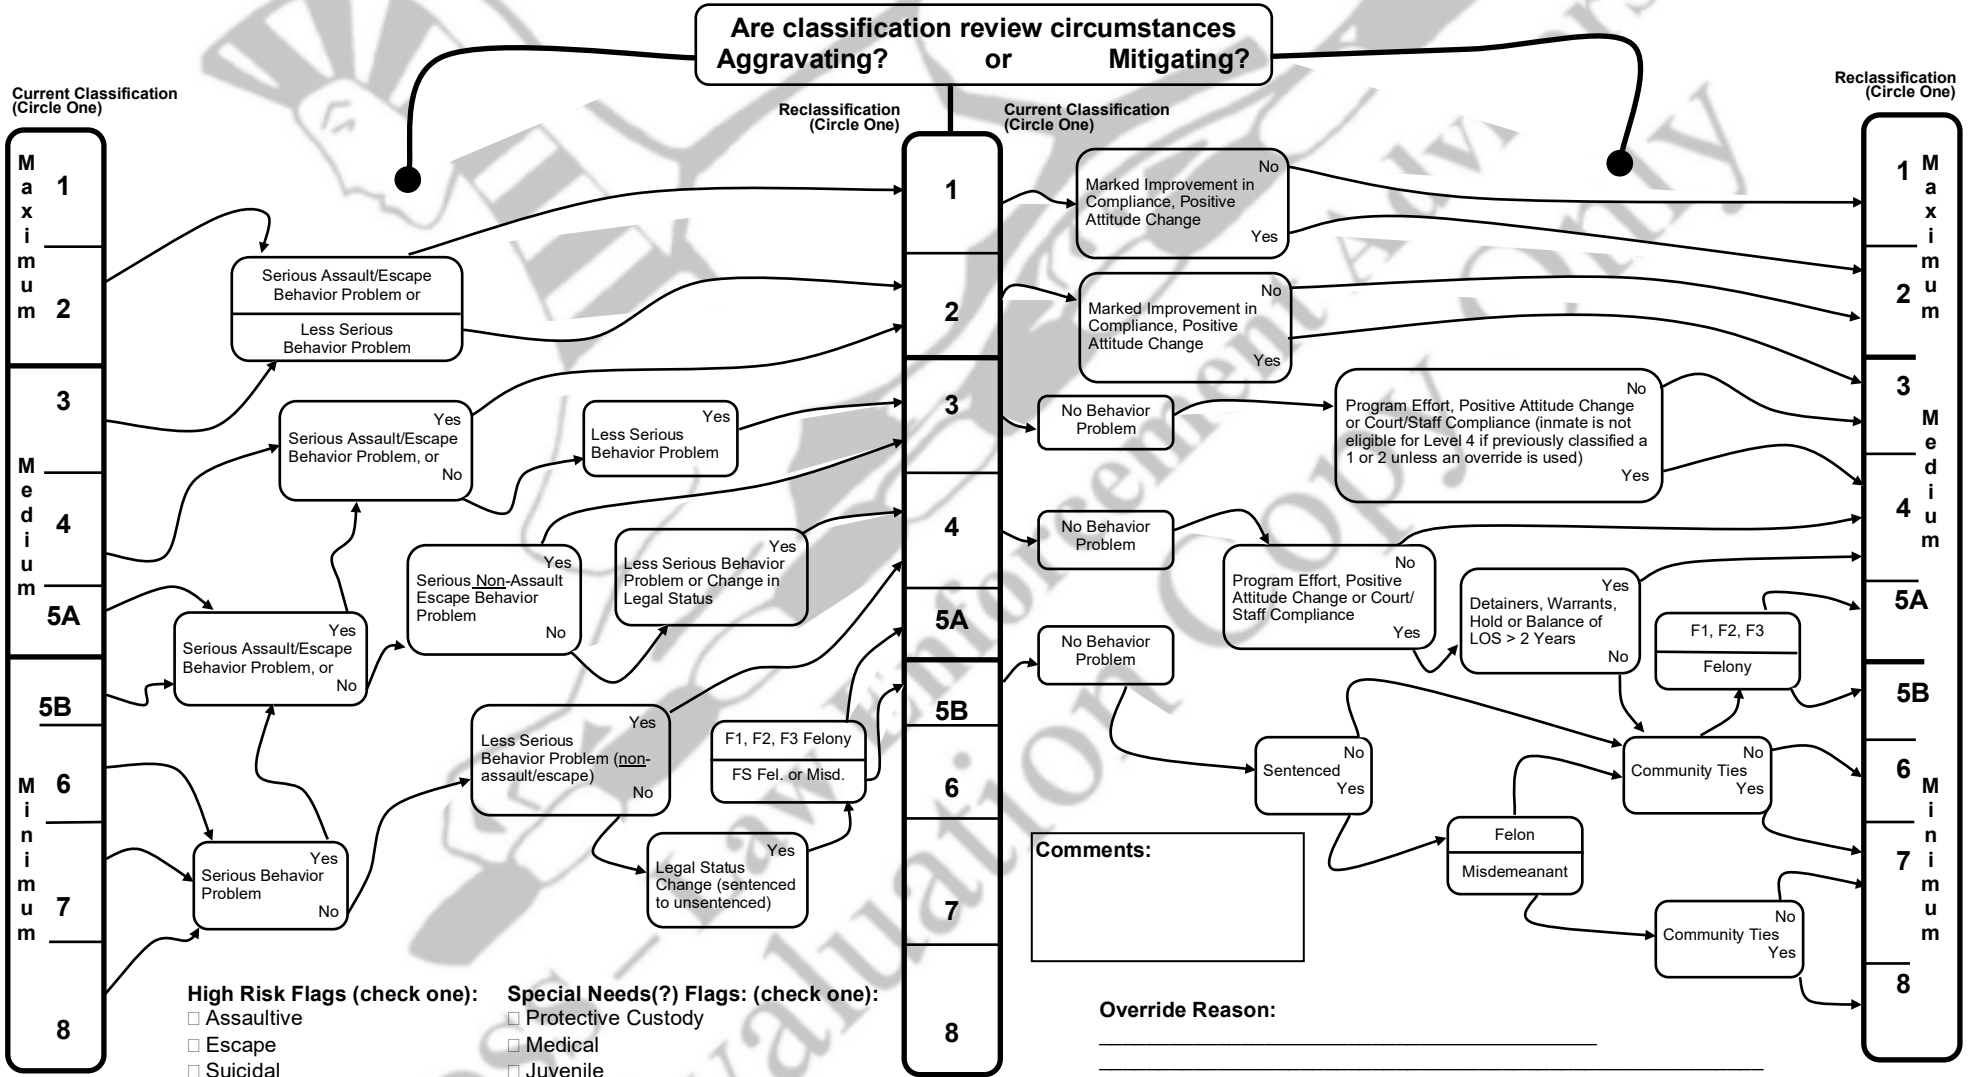 Are classification review circumstances
Aggravating? or Mitigating?
Current Classification
(Circle One)
Maximum
1
2
Medium
3
4
5A
Minimum
5B
6
7
8
Serious Assault/Escape
Behavior Problem or
Less Serious
Behavior Problem
Yes
Serious Assault/Escape
Behavior Problem, or
No
Yes
Less Serious
Behavior Problem
Yes
Serious Non-Assault
Escape Behavior
Problem
No
Yes
Less Serious Behavior
Problem or Change in
Legal Status
Yes
Serious Assault/Escape
Behavior Problem, or
No
Yes
Less Serious
Behavior Problem (non-
assault/escape)
No
F1, F2, F3 Felony
FS Fel. or Misd.
Yes
Serious Behavior
Problem
No
Yes
Legal Status
Change (sentenced
to unsentenced)
High Risk Flags (check one):
□ Assaultive
□ Escape
□ Suicidal
Special Needs(?) Flags: (check one):
□ Protective Custody
□ Medical
□ Juvenile
Reclassification
(Circle One)
Current Classification
(Circle One)
1
2
3
4
5A
5B
6
7
8
No
Marked Improvement in
Compliance, Positive
Attitude Change
Yes
No
Marked Improvement in
Compliance, Positive
Attitude Change
Yes
No Behavior
Problem
No
Program Effort, Positive Attitude Change
or Court/Staff Compliance (inmate is not
eligible for Level 4 if previously classified a
1 or 2 unless an override is used)
Yes
No Behavior
Problem
No
Program Effort, Positive
Attitude Change or Court/
Staff Compliance
Yes
Yes
Detainers, Warrants,
Hold or Balance of
LOS > 2 Years
No
F1, F2, F3
Felony
No Behavior
Problem
No
Sentenced
Yes
No
Community Ties
Yes
Felon
Misdemeanant
No
Community Ties
Yes
Comments:
Override Reason:
Reclassification
(Circle One)
Maximum
1
2
Medium
3
4
5A
Minimum
5B
6
7
8